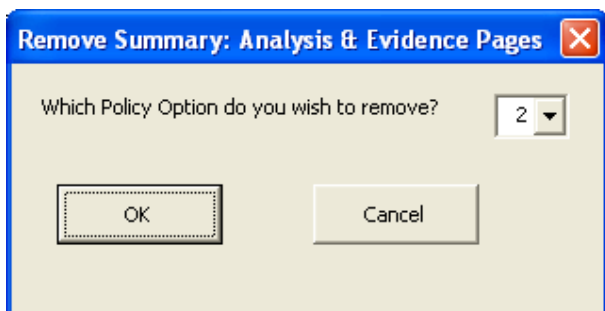 Remove Summary: Analysis & Evidence Pages
Which Policy Option do you wish to remove? 2
OK Cancel